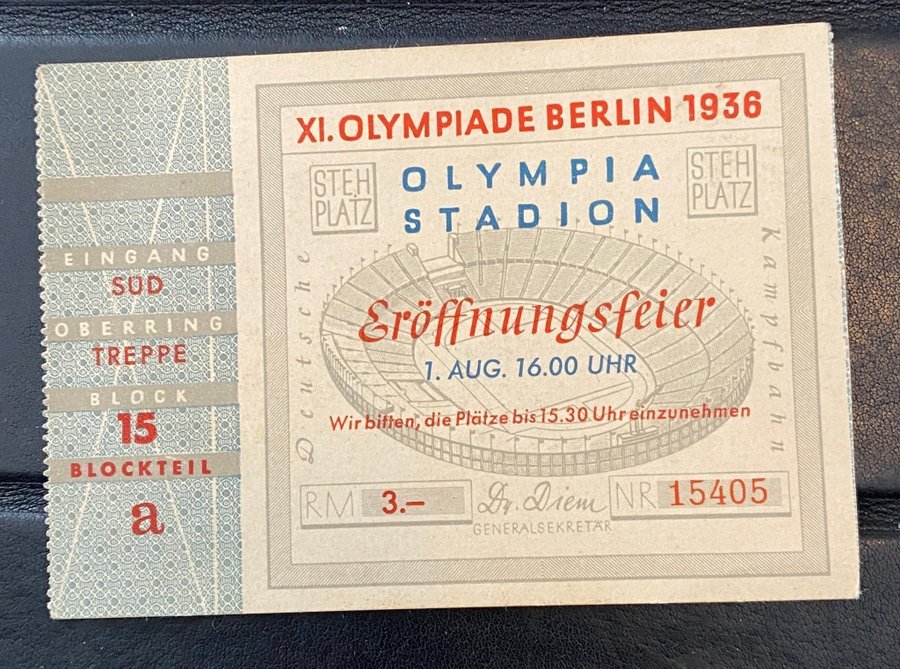 XI. OLYMPIADE BERLIN 1936
STEH
PLATZ
OLYMPIA
STADION
STEH
PLATZ
Deutsche
Kampfbahn
Eröffnungsfeier
1. AUG. 16.00 UHR
Wir bitten, die Plätze bis 15.30 Uhr einzunehmen
RM 3.–
Dr. Diem
GENERALSEKRETÄR
NR 15405
EINGANG
SÜD
OBERRING
TREPPE
BLOCK
15
BLOCKTEIL
a